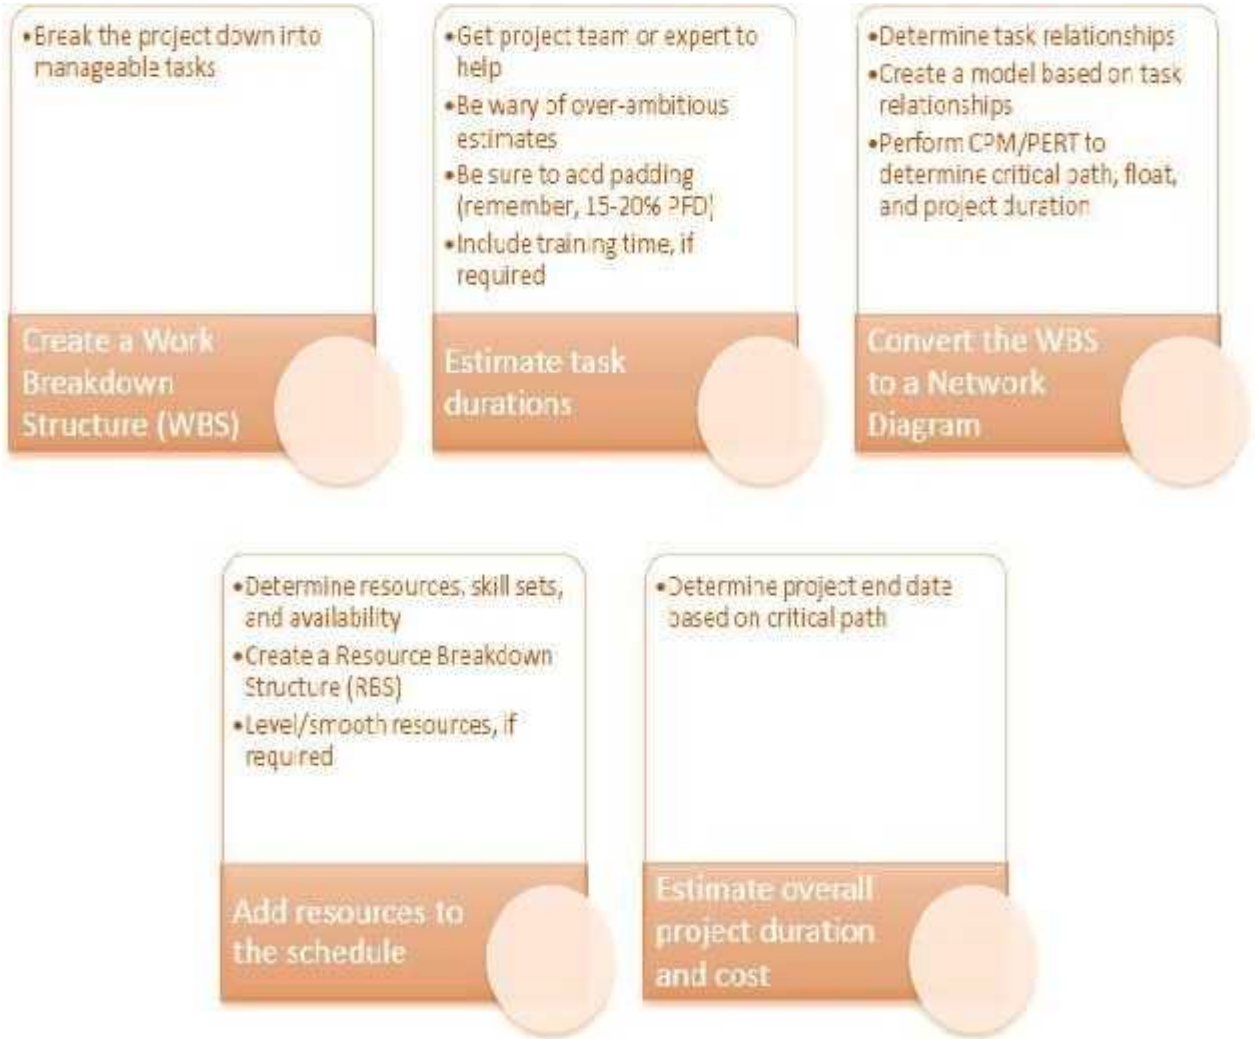 •Break the project down into
manageable tasks
Create a Work
Breakdown
Structure (WBS)
•Get project team or expert to
help
•Be wary of over-ambitious
estimates
•Be sure to add padding
(remember, 15-20% PFD)
•Include training time, if
required
Estimate task
durations
•Determine task relationships
•Create a model based on task
relationships
•Perform CPM/PERT to
determine critical path, float,
and project duration
Convert the WBS
to a Network
Diagram
•Determine resources, skill sets,
and availability
•Create a Resource Breakdown
Structure (RBS)
•Level/smooth resources, if
required
Add resources to
the schedule
•Determine project end date
based on critical path
Estimate overall
project duration
and cost